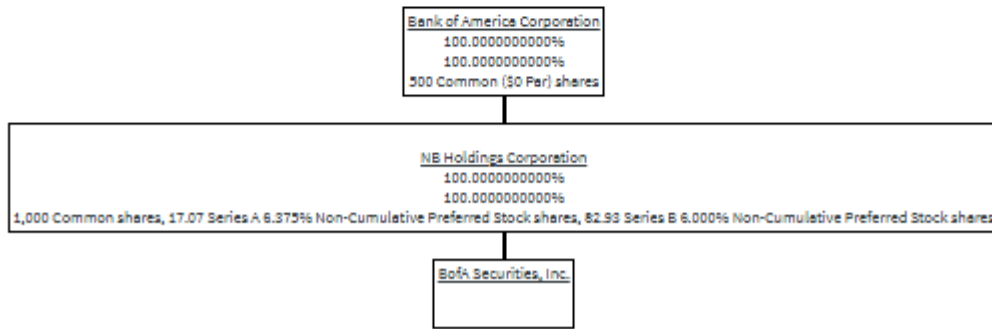 Bank of America Corporation
100.0000000000%
100.0000000000%
500 Common ($0 Par) shares
NB Holdings Corporation
100.0000000000%
100.0000000000%
1,000 Common shares, 17.07 Series A 6.375% Non-Cumulative Preferred Stock shares, 82.93 Series B 6.000% Non-Cumulative Preferred Stock shares
BofA Securities, Inc.